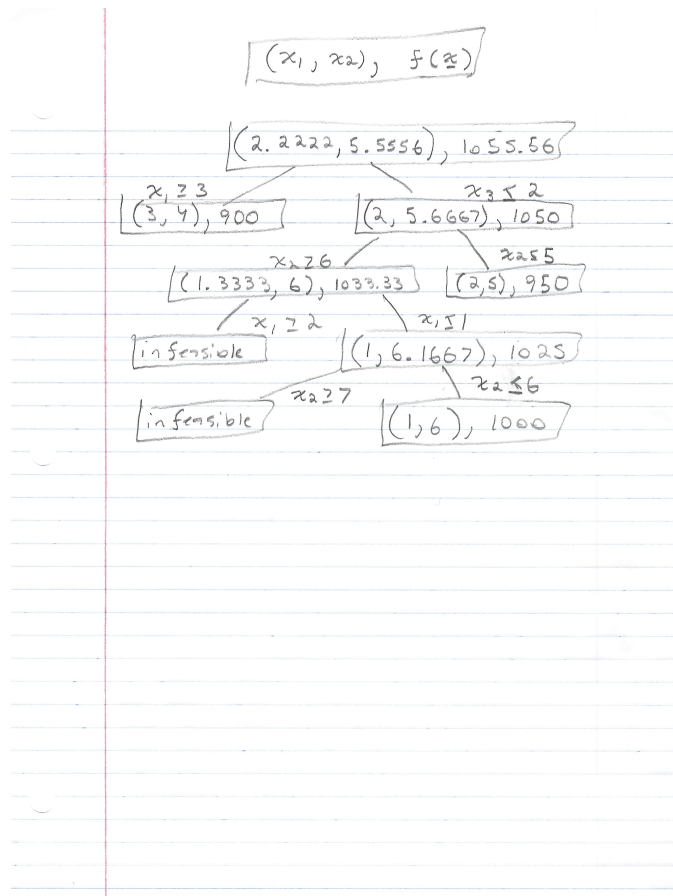 (x₁, x₂), f(x)
(2.2222, 5.5556), 1055.56
x₁ ≥ 3 x₃ ≤ 2
(3, 4), 900 (2, 5.6667), 1050
x₂ ≥ 6 x₂ ≤ 5
(1.3333, 6), 1033.33 (2,5), 950
x₁ ≥ 2 x₁ ≤ 1
infeasible (1, 6.1667), 1025
x₂ ≥ 7 x₂ ≤ 6
infeasible (1,6), 1000